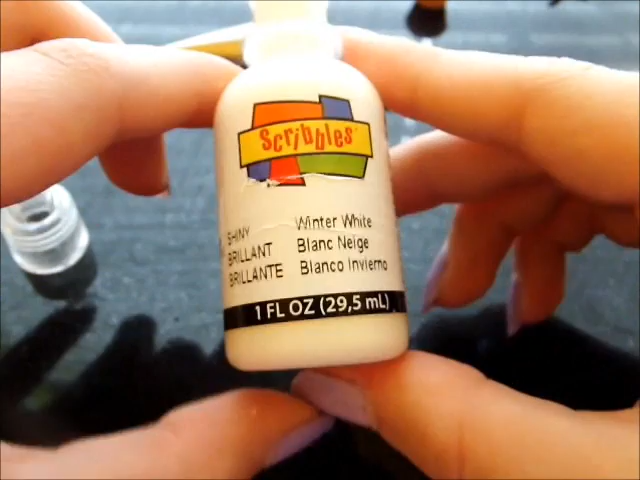 Scribbles
SHINY Winter White
BRILLANT Blanc Neige
BRILLANTE Blanco Invierno
1 FL OZ (29,5 mL)